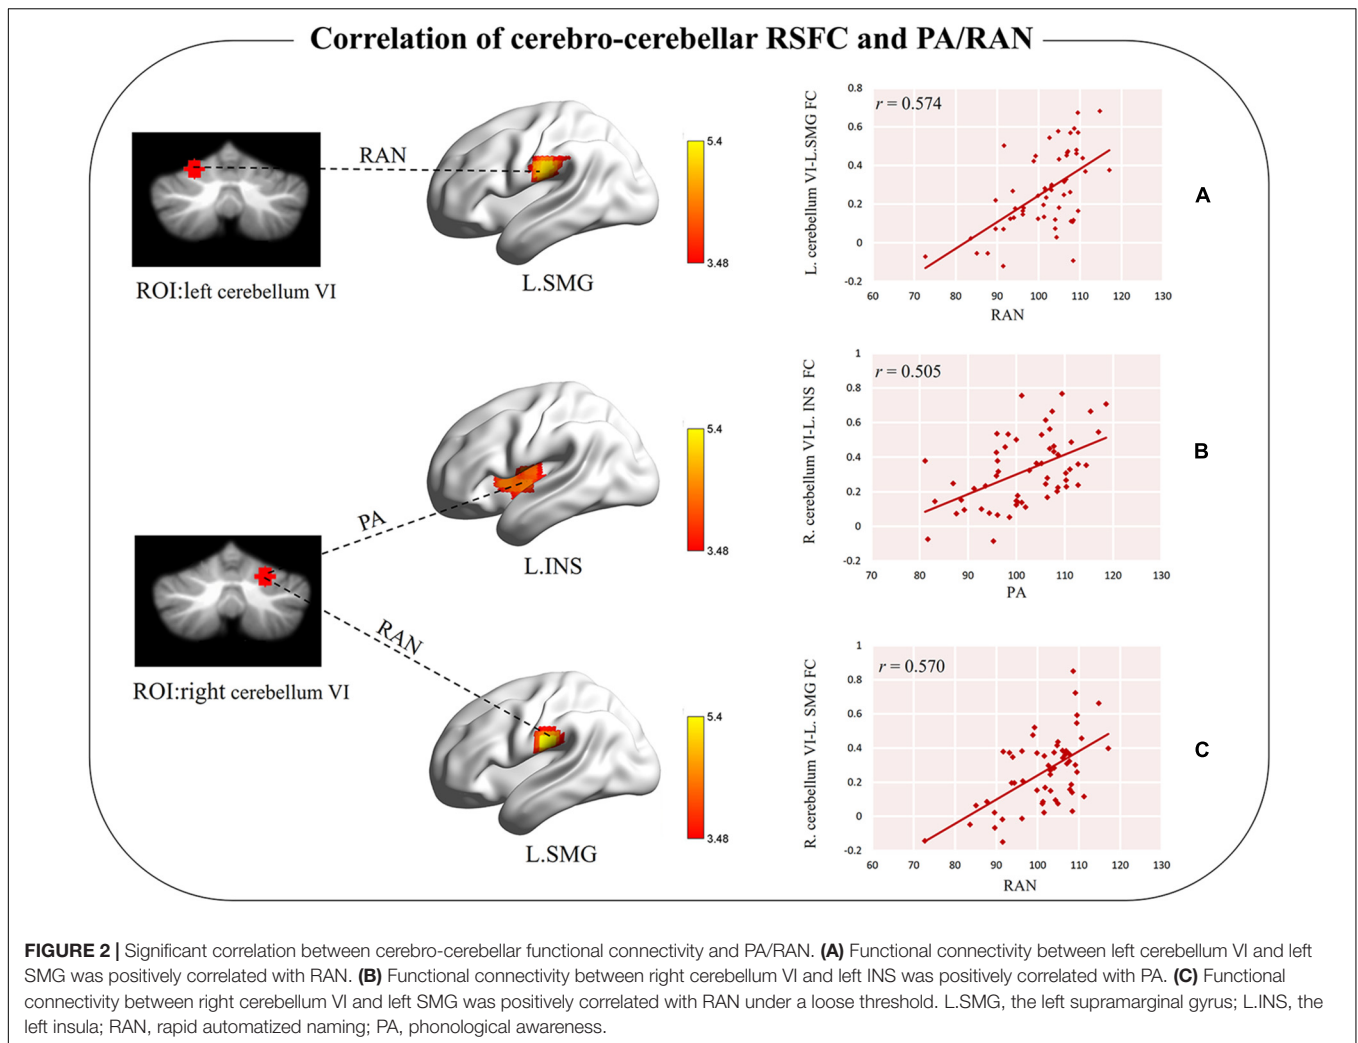 Correlation of cerebro-cerebellar RSFC and PA/RAN
RAN
ROI:left cerebellum VI
L.SMG
5.4
3.48
L. cerebellum VI-L.SMG FC
r = 0.574
0.8
0.6
0.4
0.2
0
-0.2
60 70 80 90 100 110 120 130
RAN
A
PA
L.INS
5.4
3.48
R. cerebellum VI-L. INS FC
r = 0.505
1
0.8
0.6
0.4
0.2
0
-0.2
70 80 90 100 110 120 130
PA
B
ROI:right cerebellum VI
RAN
L.SMG
5.4
3.48
R. cerebellum VI-L. SMG FC
r = 0.570
1
0.8
0.6
0.4
0.2
0
-0.2
60 70 80 90 100 110 120 130
RAN
C
FIGURE 2 | Significant correlation between cerebro-cerebellar functional connectivity and PA/RAN. (A) Functional connectivity between left cerebellum VI and left
SMG was positively correlated with RAN. (B) Functional connectivity between right cerebellum VI and left INS was positively correlated with PA. (C) Functional
connectivity between right cerebellum VI and left SMG was positively correlated with RAN under a loose threshold. L.SMG, the left supramarginal gyrus; L.INS, the
left insula; RAN, rapid automatized naming; PA, phonological awareness.